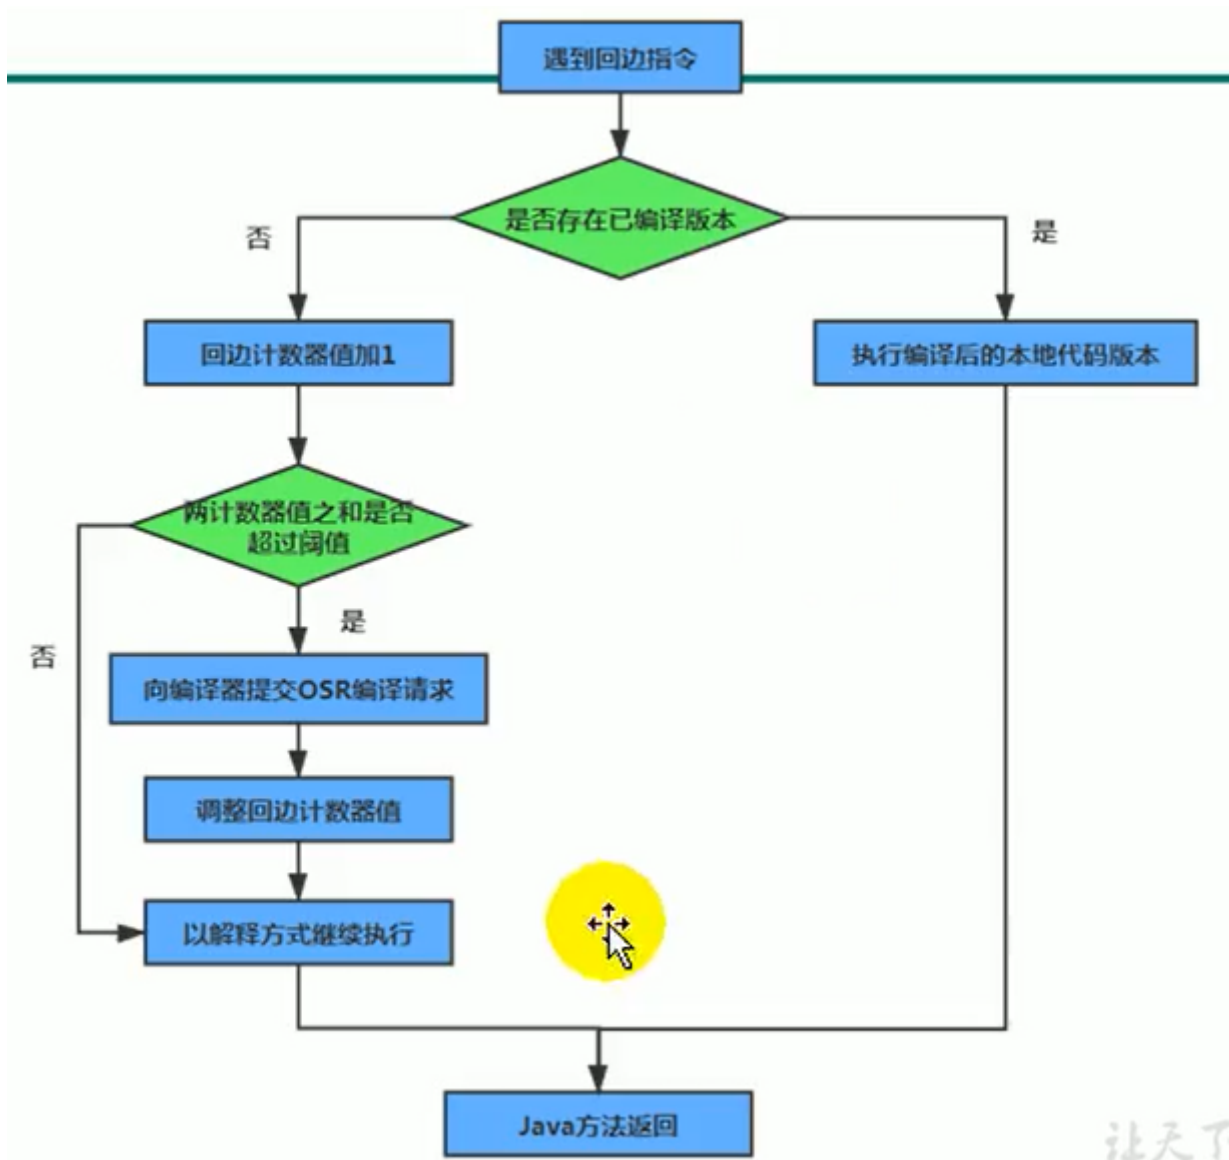 遇到回边指令
是否存在已编译版本
否
是
回边计数器值加1
执行编译后的本地代码版本
两计数器值之和是否
超过阈值
是
否
向编译器提交OSR编译请求
调整回边计数器值
以解释方式继续执行
Java方法返回
让天下